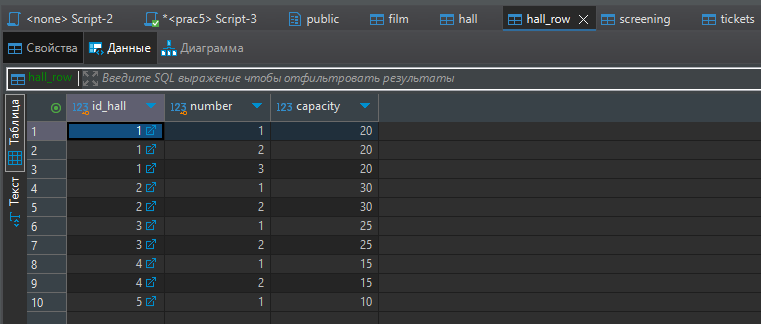 <none> Script-2 *<prac5> Script-3 public film hall hall_row screening tickets
Свойства Данные Диаграмма
hall_row Введите SQL выражение чтобы отфильтровать результаты
Таблица
Текст
123 id_hall 123 number 123 capacity
1 1 1 20
2 1 2 20
3 1 3 20
4 2 1 30
5 2 2 30
6 3 1 25
7 3 2 25
8 4 1 15
9 4 2 15
10 5 1 10